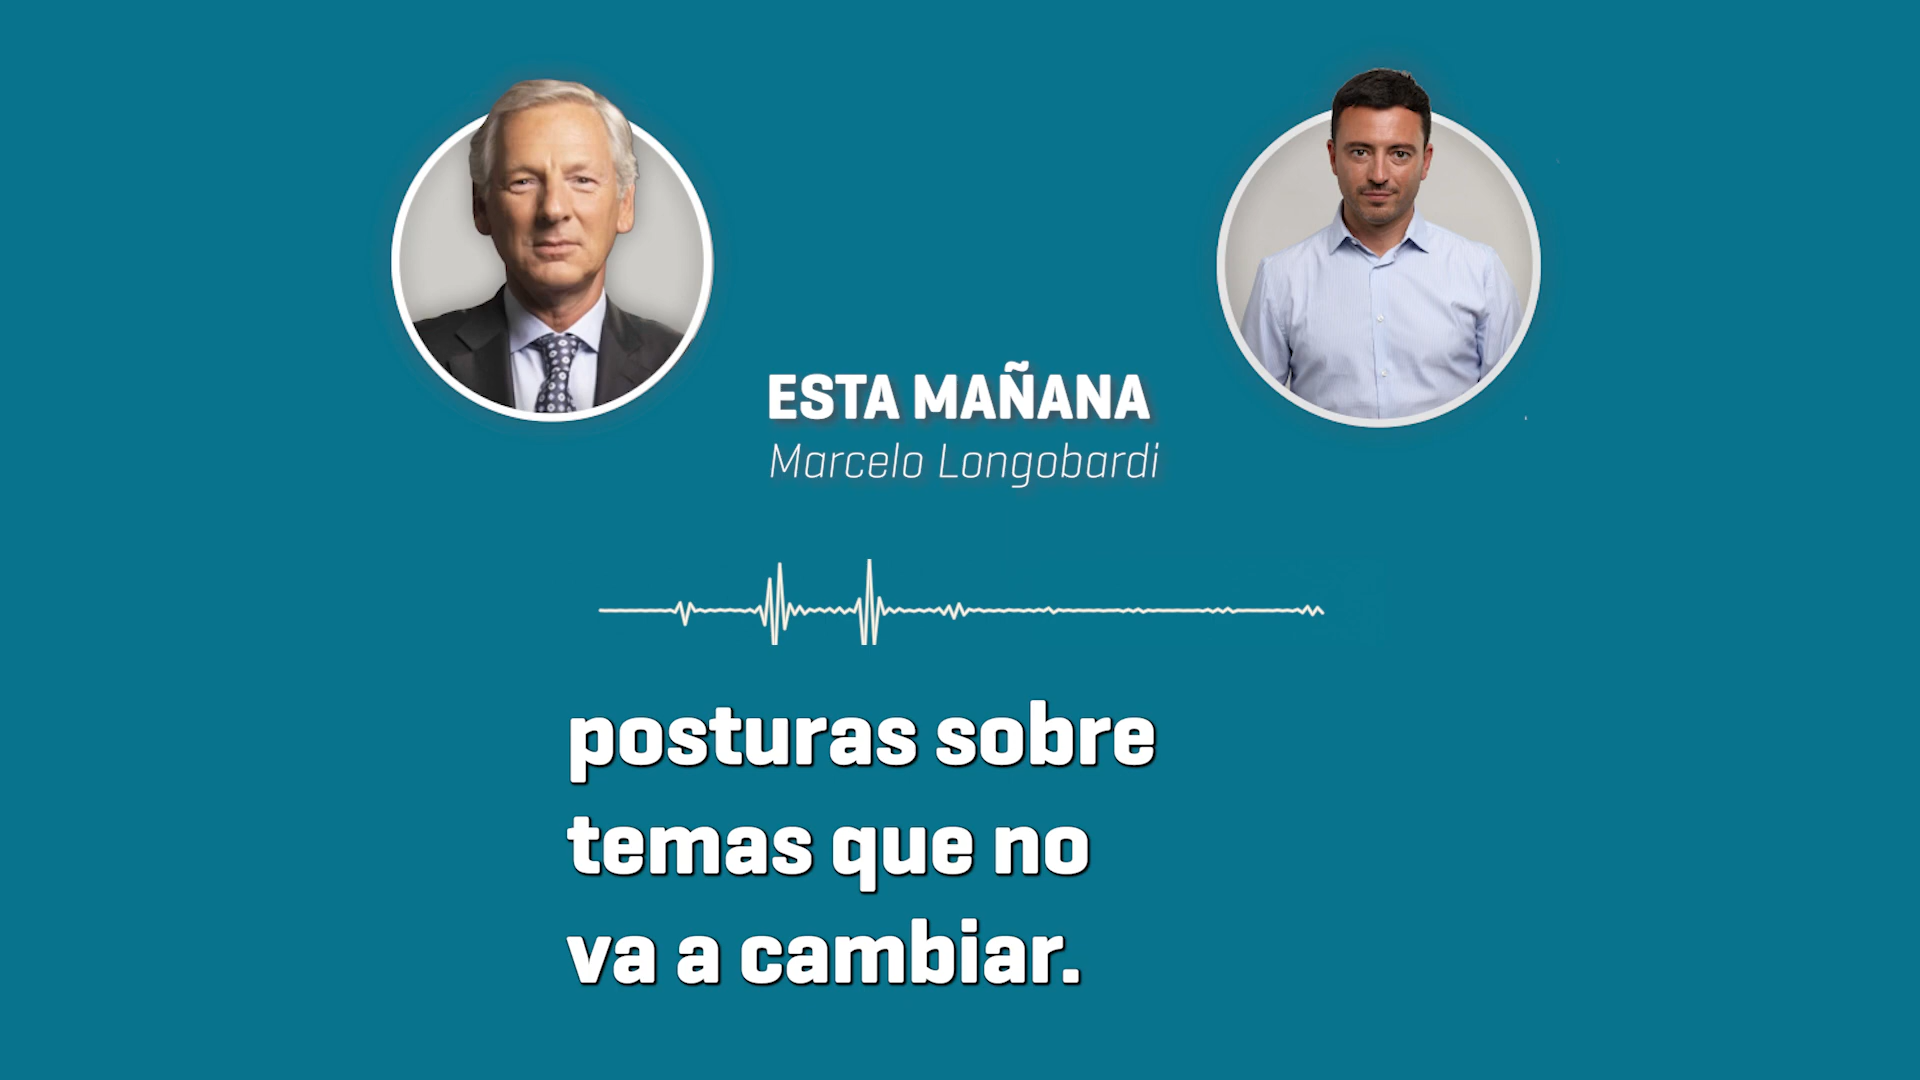 ESTA MAÑANA
Marcelo Longobardi
posturas sobre
temas que no
va a cambiar.